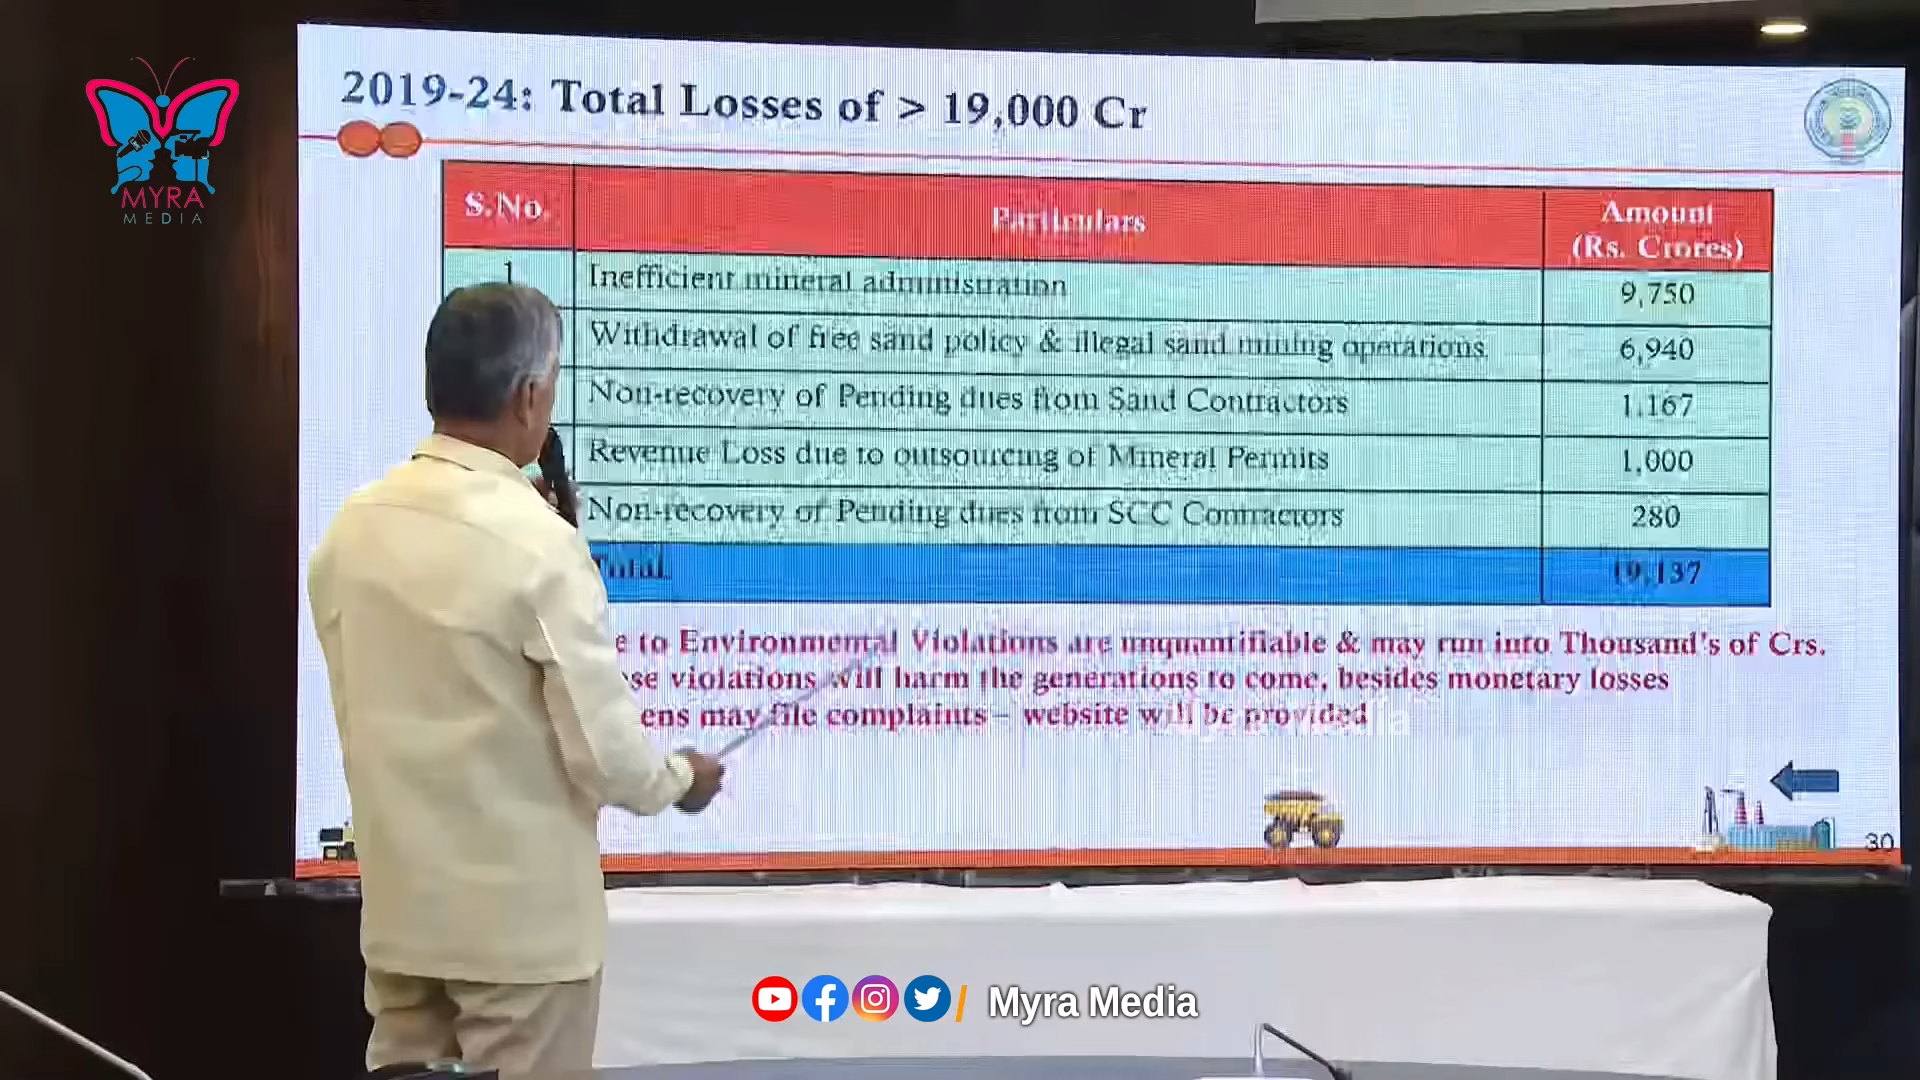 MYRA
MEDIA
2019-24: Total Losses of > 19,000 Cr
S.No. Particulars Amount
(Rs. Crores)
1 Inefficient mineral administration 9,750
Withdrawal of free sand policy & illegal sand mining operations 6,940
Non-recovery of Pending dues from Sand Contractors 1,167
Revenue Loss due to outsourcing of Mineral Permits 1,000
Non-recovery of Pending dues from SCC Contractors 280
Total 19,137
e to Environmental Violations are unquantifiable & may run into Thousand's of Crs.
se violations will harm the generations to come, besides monetary losses
ens may file complaints – website will be provided
30
/ Myra Media